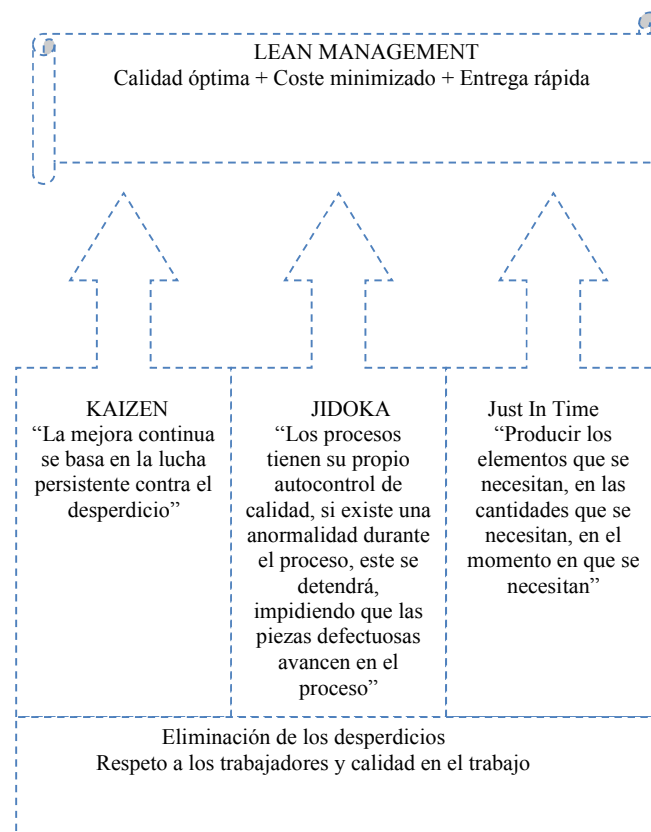 LEAN MANAGEMENT
Calidad óptima + Coste minimizado + Entrega rápida
KAIZEN
“La mejora continua
se basa en la lucha
persistente contra el
desperdicio”
JIDOKA
“Los procesos
tienen su propio
autocontrol de
calidad, si existe una
anormalidad durante
el proceso, este se
detendrá,
impidiendo que las
piezas defectuosas
avancen en el
proceso”
Just In Time
“Producir los
elementos que se
necesitan, en las
cantidades que se
necesitan, en el
momento en que se
necesitan”
Eliminación de los desperdicios
Respeto a los trabajadores y calidad en el trabajo